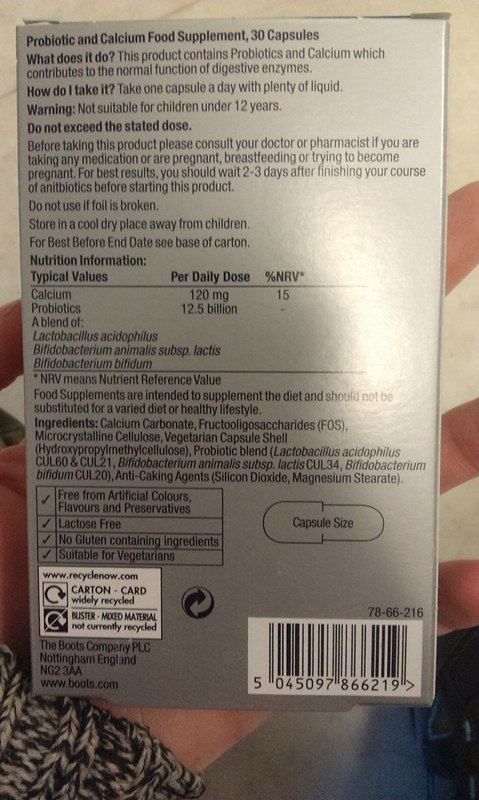 Probiotic and Calcium Food Supplement, 30 Capsules
What does it do? This product contains Probiotics and Calcium which
contributes to the normal function of digestive enzymes.
How do I take it? Take one capsule a day with plenty of liquid.
Warning: Not suitable for children under 12 years.
Do not exceed the stated dose.
Before taking this product please consult your doctor or pharmacist if you are
taking any medication or are pregnant, breastfeeding or trying to become
pregnant. For best results, you should wait 2-3 days after finishing your course
of anitbiotics before starting this product.
Do not use if foil is broken.
Store in a cool dry place away from children.
For Best Before End Date see base of carton.
Nutrition Information:
Typical Values Per Daily Dose %NRV*
Calcium 120 mg 15
Probiotics 12.5 billion -
A blend of:
Lactobacillus acidophilus
Bifidobacterium animalis subsp. lactis
Bifidobacterium bifidum
* NRV means Nutrient Reference Value
Food Supplements are intended to supplement the diet and should not be
substituted for a varied diet or healthy lifestyle.
Ingredients: Calcium Carbonate, Fructooligosaccharides (FOS),
Microcrystalline Cellulose, Vegetarian Capsule Shell
(Hydroxypropylmethylcellulose), Probiotic blend (Lactobacillus acidophilus
CUL60 & CUL21, Bifidobacterium animalis subsp. lactis CUL34, Bifidobacterium
bifidum CUL20), Anti-Caking Agents (Silicon Dioxide, Magnesium Stearate).
✓ Free from Artificial Colours,
Flavours and Preservatives
✓ Lactose Free
✓ No Gluten containing ingredients
✓ Suitable for Vegetarians
Capsule Size
www.recyclenow.com
CARTON - CARD
widely recycled
BLISTER - MIXED MATERIAL
not currently recycled
The Boots Company PLC
Nottingham England
NG2 3AA
www.boots.com
78-66-216
5 045097 866219 >